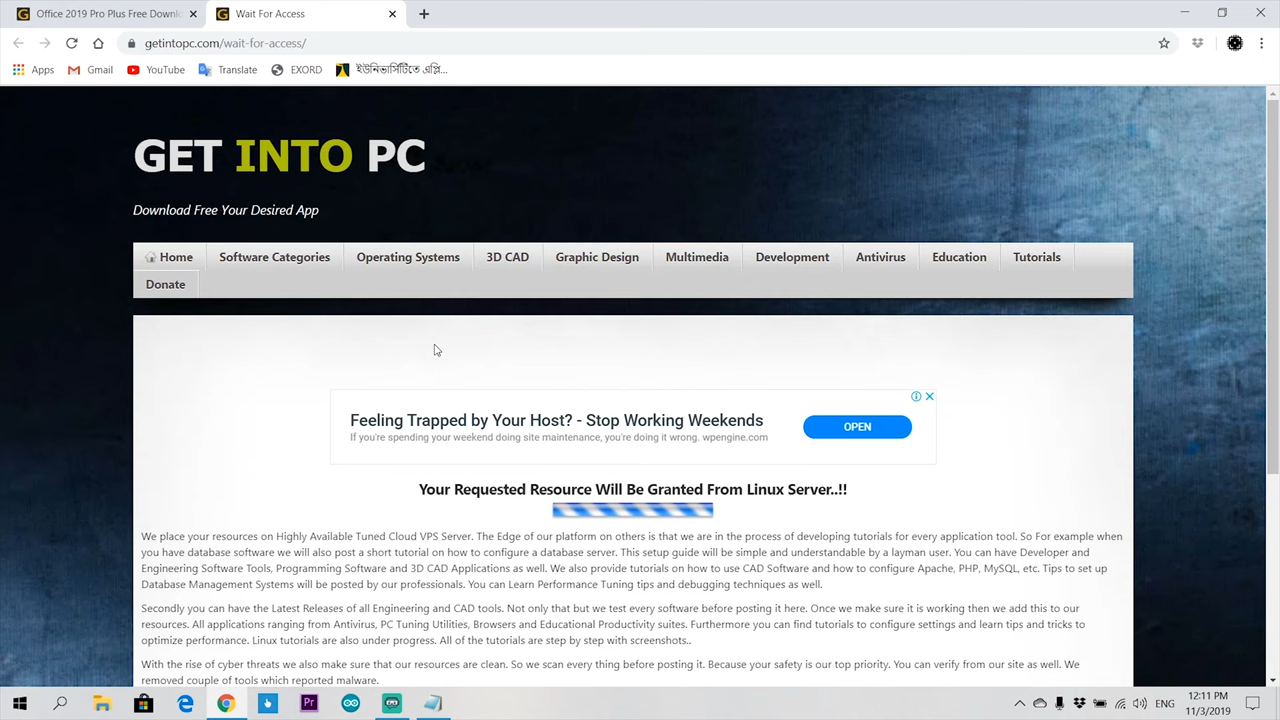 Office 2019 Pro Plus Free Downl
Wait For Access
getintopc.com/wait-for-access/
Apps
Gmail
YouTube
Translate
EXORD
ইউনিভার্সিটিতে এপ্লি...
GET INTO PC
Download Free Your Desired App
Home
Software Categories
Operating Systems
3D CAD
Graphic Design
Multimedia
Development
Antivirus
Education
Tutorials
Donate
Feeling Trapped by Your Host? - Stop Working Weekends
If you're spending your weekend doing site maintenance, you're doing it wrong. wpengine.com
OPEN
Your Requested Resource Will Be Granted From Linux Server..!!
We place your resources on Highly Available Tuned Cloud VPS Server. The Edge of our platform on others is that we are in the process of developing tutorials for every application tool. So For example when
you have database software we will also post a short tutorial on how to configure a database server. This setup guide will be simple and understandable by a layman user. You can have Developer and
Engineering Software Tools, Programming Software and 3D CAD Applications as well. We also provide tutorials on how to use CAD Software and how to configure Apache, PHP, MySQL, etc. Tips to set up
Database Management Systems will be posted by our professionals. You can Learn Performance Tuning tips and debugging techniques as well.
Secondly you can have the Latest Releases of all Engineering and CAD tools. Not only that but we test every software before posting it here. Once we make sure it is working then we add this to our
resources. All applications ranging from Antivirus, PC Tuning Utilities, Browsers and Educational Productivity suites. Furthermore you can find tutorials to configure settings and learn tips and tricks to
optimize performance. Linux tutorials are also under progress. All of the tutorials are step by step with screenshots..
With the rise of cyber threats we also make sure that our resources are clean. So we scan every thing before posting it. Because your safety is our top priority. You can verify from our site as well. We
removed couple of tools which reported malware.
Pr
ENG
12:11 PM
11/3/2019